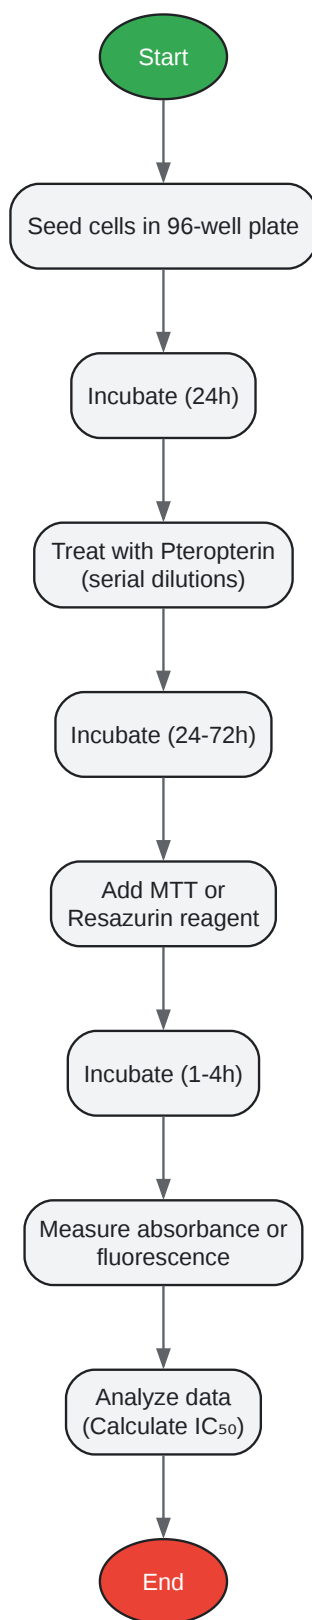 Start
Seed cells in 96-well plate
Incubate (24h)
Treat with Pteropterin
(serial dilutions)
Incubate (24-72h)
Add MTT or
Resazurin reagent
Incubate (1-4h)
Measure absorbance or
fluorescence
Analyze data
(Calculate IC₅₀)
End